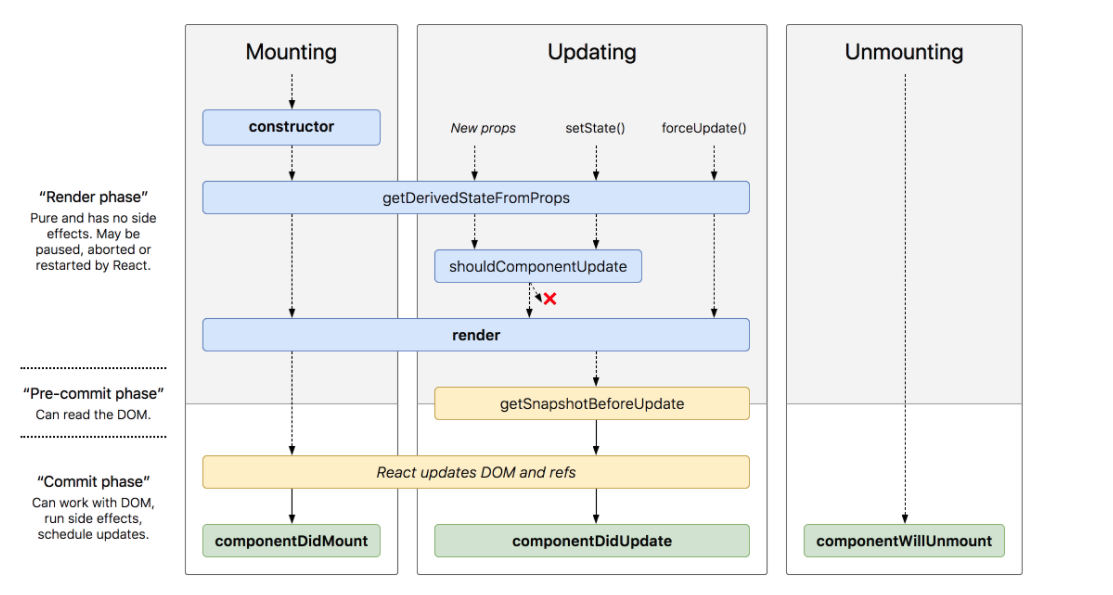 Mounting
Updating
Unmounting
constructor
New props
setState()
forceUpdate()
“Render phase”
Pure and has no side
effects. May be
paused, aborted or
restarted by React.
getDerivedStateFromProps
shouldComponentUpdate
render
“Pre-commit phase”
Can read the DOM.
getSnapshotBeforeUpdate
“Commit phase”
Can work with DOM,
run side effects,
schedule updates.
React updates DOM and refs
componentDidMount
componentDidUpdate
componentWillUnmount